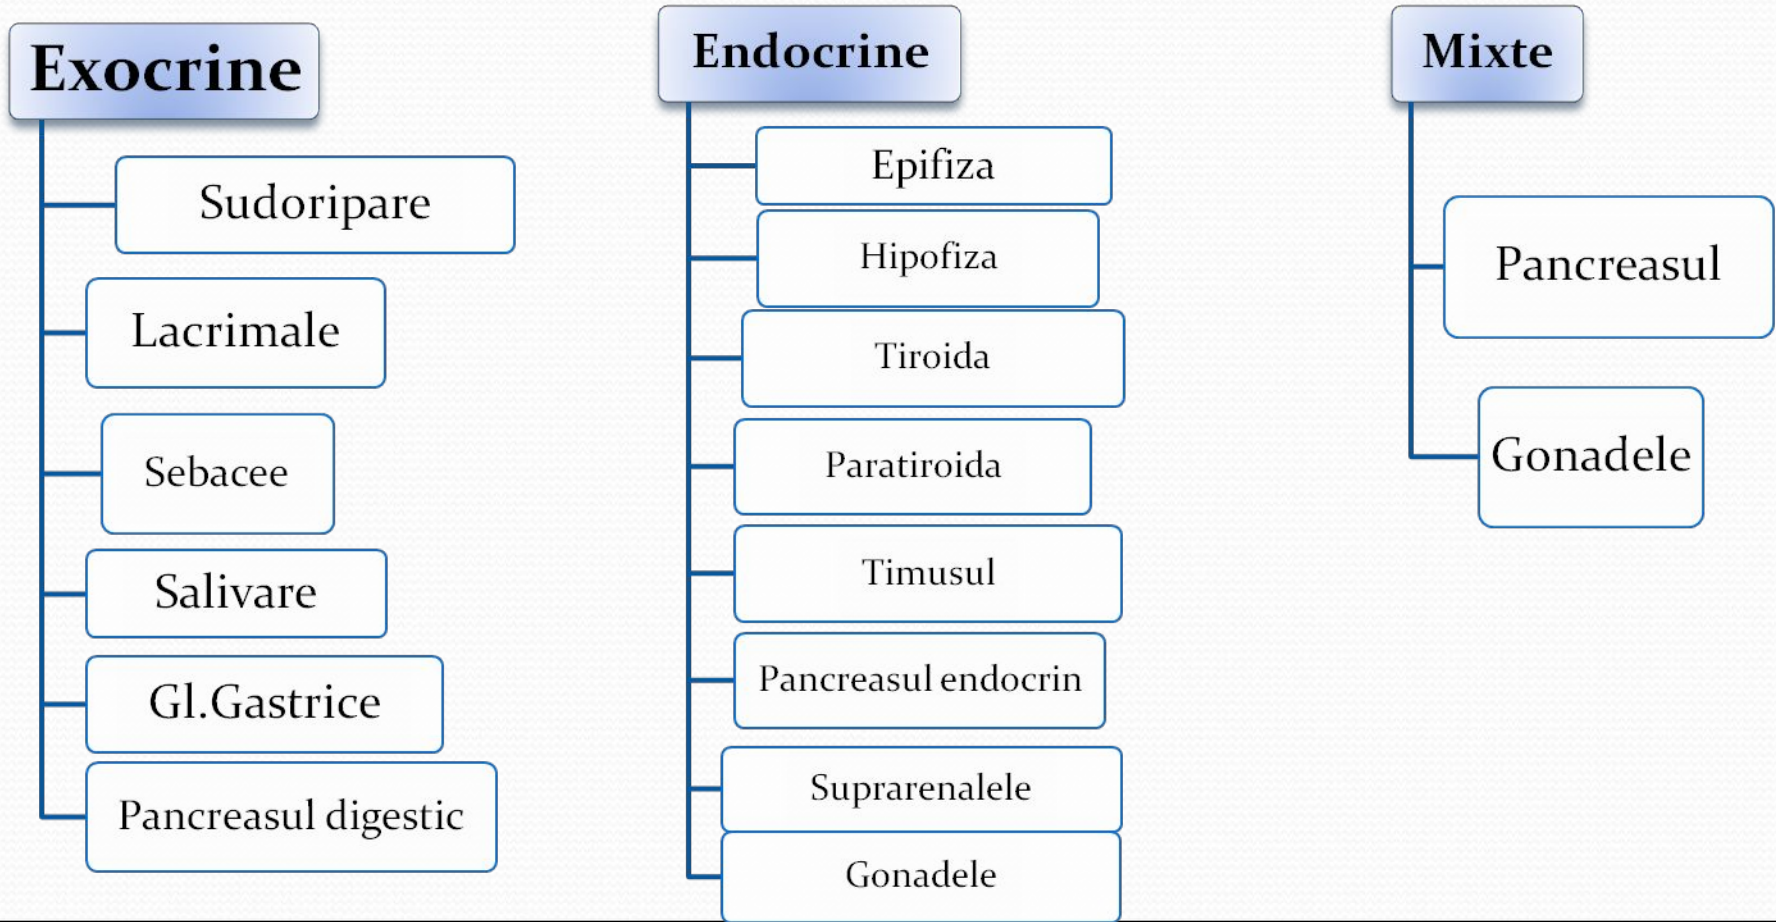 Exocrine
Sudoripare
Lacrimale
Sebacee
Salivare
Gl.Gastrice
Pancreasul digestic
Endocrine
Epifiza
Hipofiza
Tiroida
Paratiroida
Timusul
Pancreasul endocrin
Suprarenalele
Gonadele
Mixte
Pancreasul
Gonadele